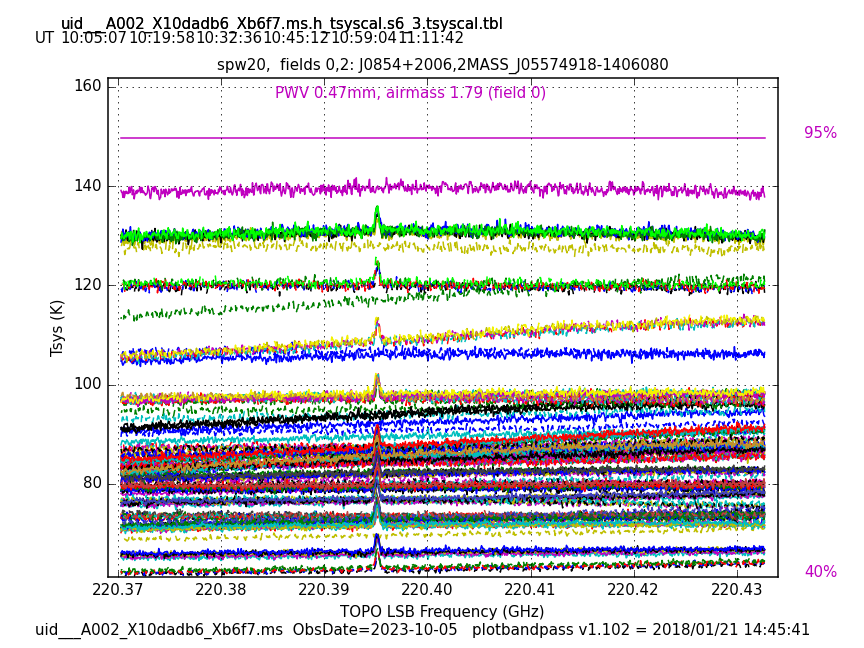 uid___A002_X10dadb6_Xb6f7.ms.h_tsyscal.s6_3.tsyscal.tbl
UT 10:05:07 10:19:58 10:32:36 10:45:12 10:59:04 11:11:42
spw20, fields 0,2: J0854+2006,2MASS_J05574918-1406080
PWV 0.47mm, airmass 1.79 (field 0)
160
95%
140
120
Tsys (K)
100
80
40%
220.37 220.38 220.39 220.40 220.41 220.42 220.43
TOPO LSB Frequency (GHz)
uid___A002_X10dadb6_Xb6f7.ms ObsDate=2023-10-05 plotbandpass v1.102 = 2018/01/21 14:45:41